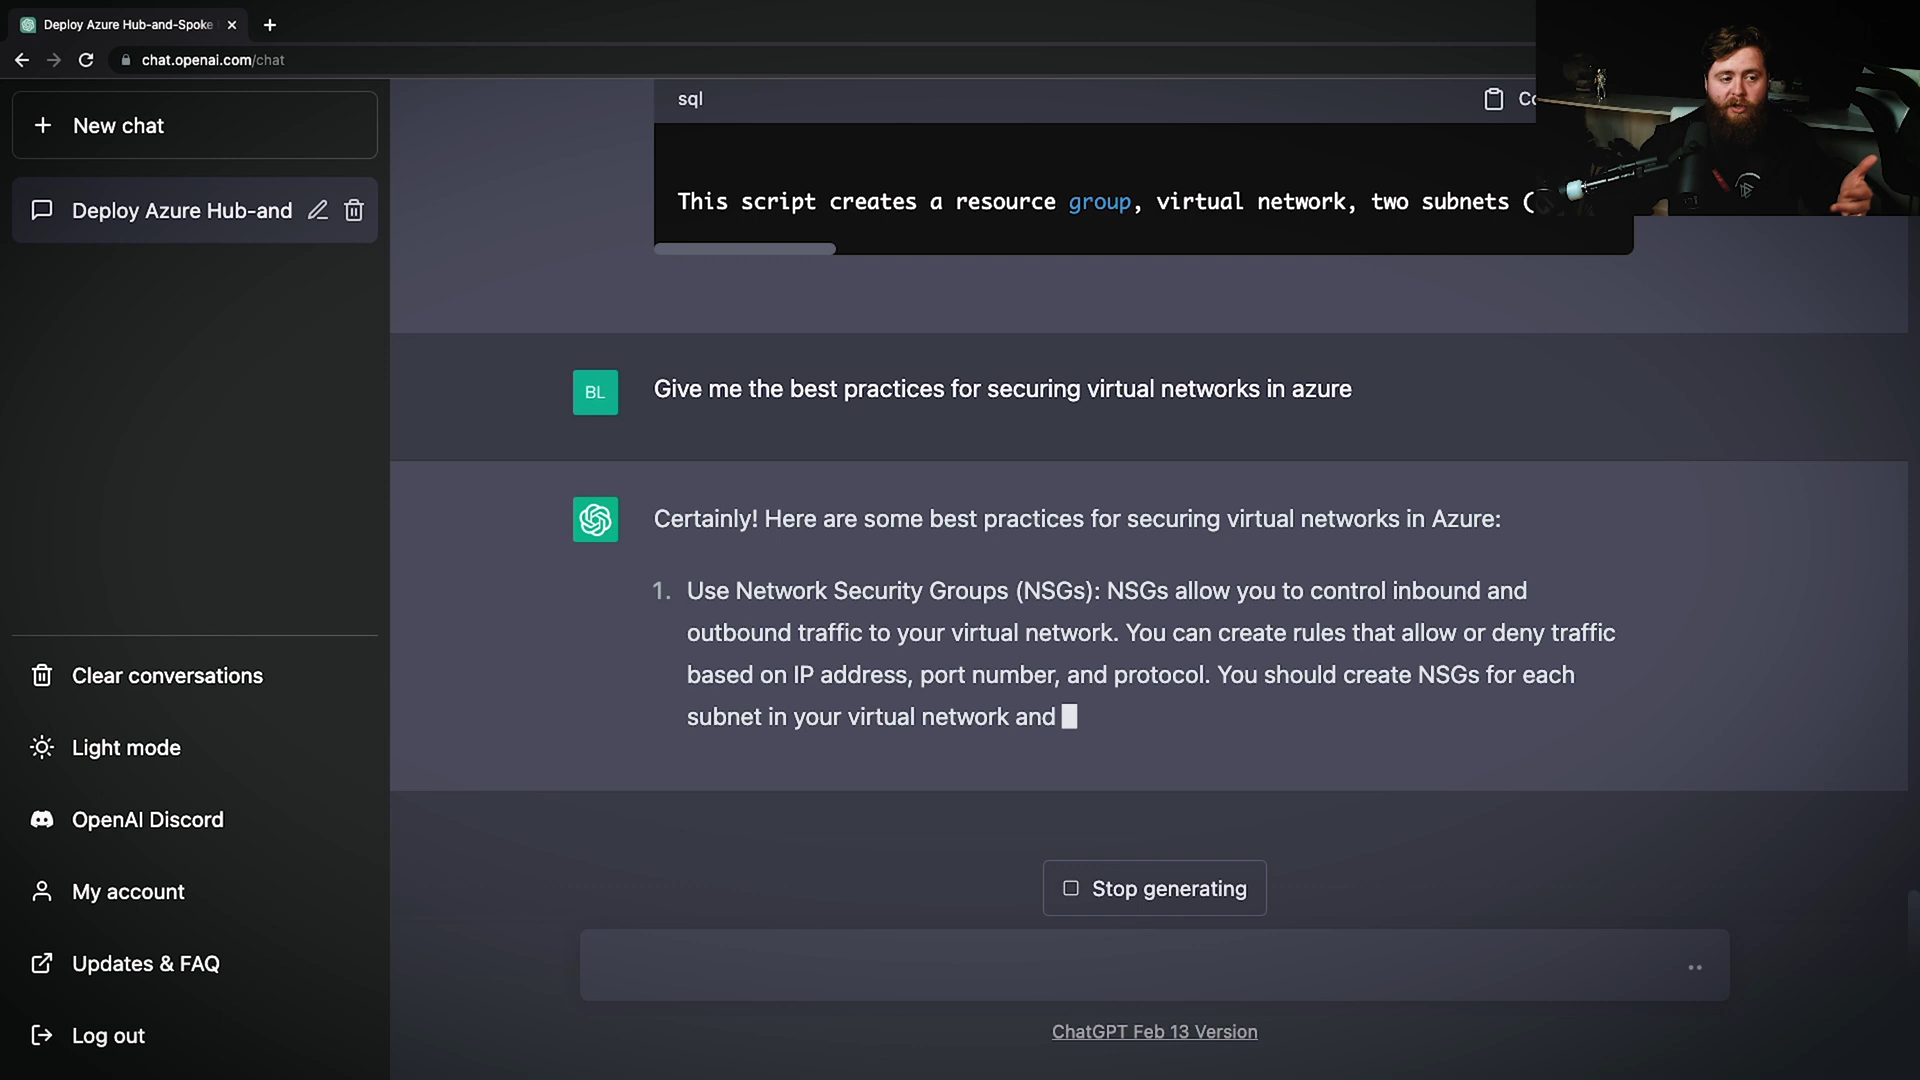 Deploy Azure Hub-and-Spoke
chat.openai.com/chat
New chat
Deploy Azure Hub-and
Clear conversations
Light mode
OpenAI Discord
My account
Updates & FAQ
Log out
sql
Co
This script creates a resource group, virtual network, two subnets (
BL
Give me the best practices for securing virtual networks in azure
Certainly! Here are some best practices for securing virtual networks in Azure:
1. Use Network Security Groups (NSGs): NSGs allow you to control inbound and
outbound traffic to your virtual network. You can create rules that allow or deny traffic
based on IP address, port number, and protocol. You should create NSGs for each
subnet in your virtual network and
Stop generating
ChatGPT Feb 13 Version